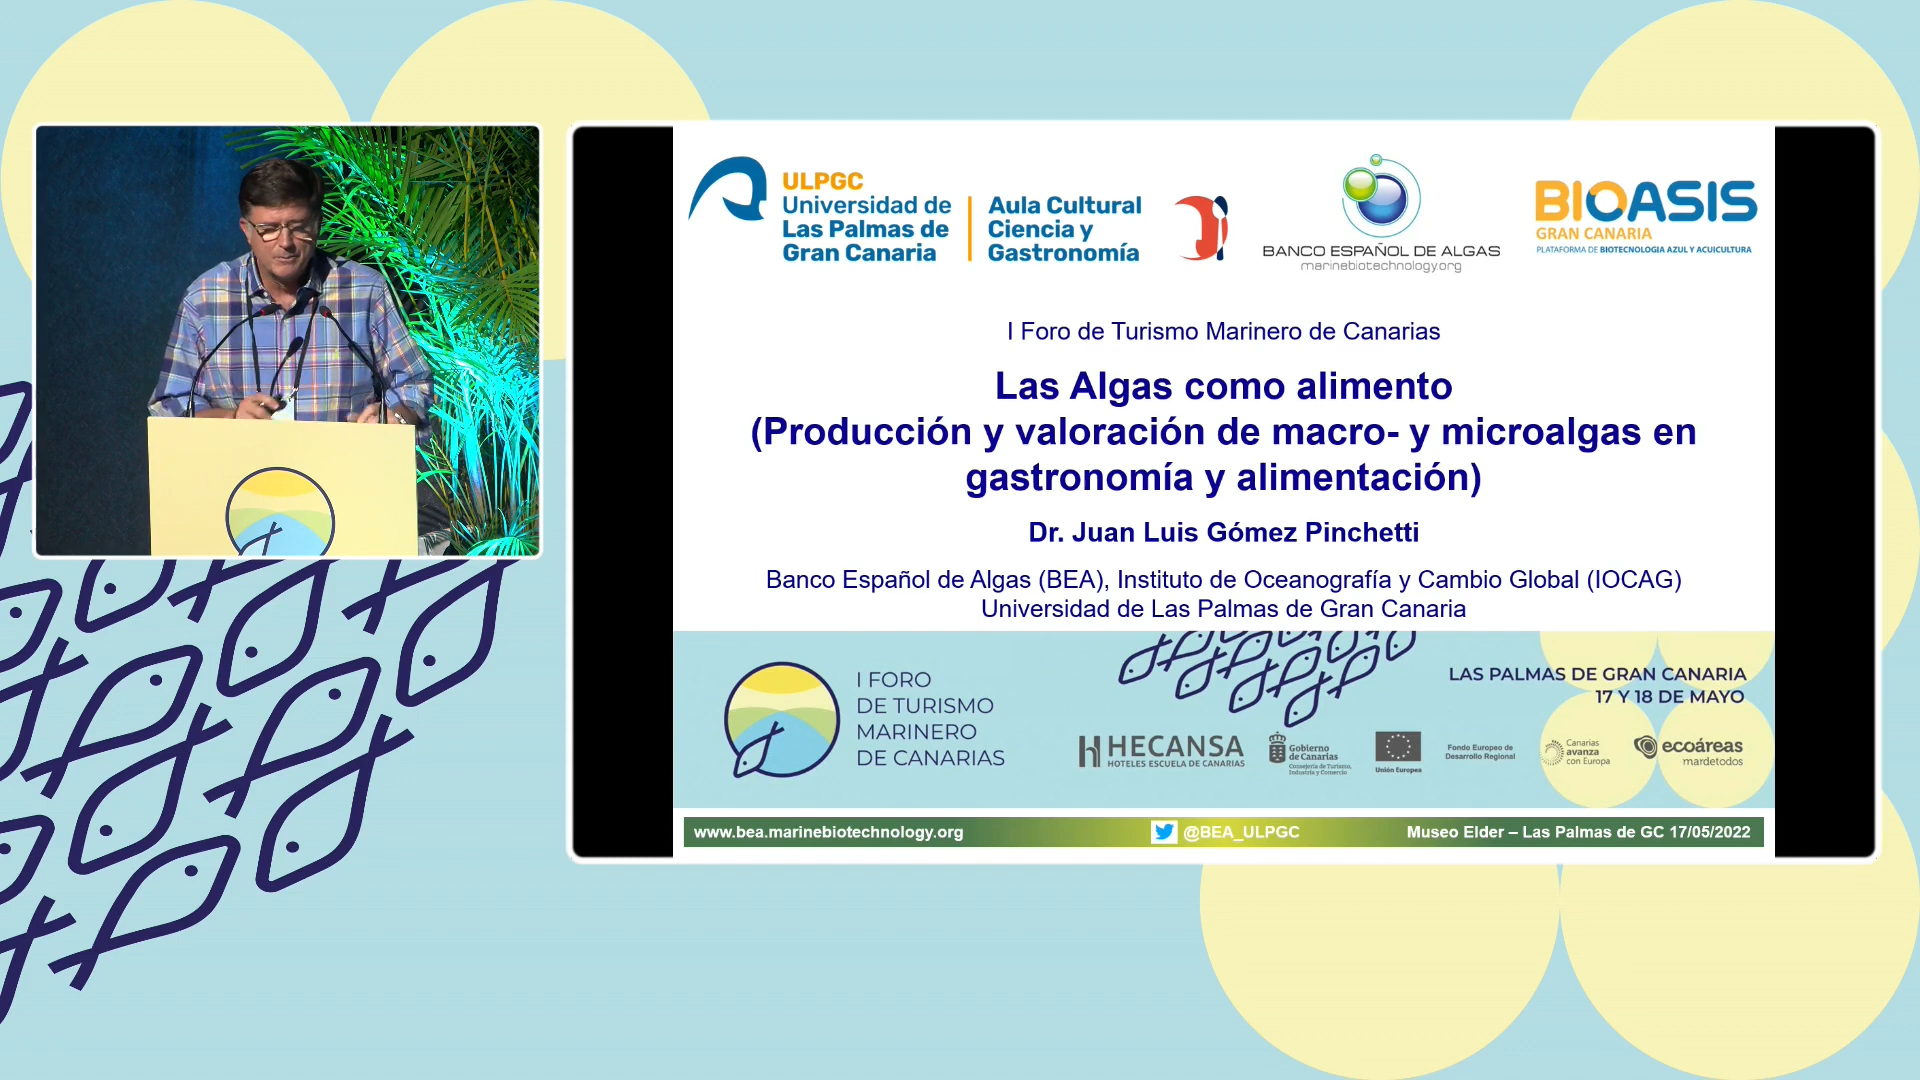 ULPGC
Universidad de
Las Palmas de
Gran Canaria
Aula Cultural
Ciencia y
Gastronomía
BANCO ESPAÑOL DE ALGAS
marinebiotechnology.org
BIOASIS
GRAN CANARIA
PLATAFORMA DE BIOTECNOLOGIA AZUL Y ACUICULTURA
I Foro de Turismo Marinero de Canarias
Las Algas como alimento
(Producción y valoración de macro- y microalgas en
gastronomía y alimentación)
Dr. Juan Luis Gómez Pinchetti
Banco Español de Algas (BEA), Instituto de Oceanografía y Cambio Global (IOCAG)
Universidad de Las Palmas de Gran Canaria
I FORO
DE TURISMO
MARINERO
DE CANARIAS
LAS PALMAS DE GRAN CANARIA
17 Y 18 DE MAYO
HECANSA
HOTELES ESCUELA DE CANARIAS
Gobierno
de Canarias
Consejería de Turismo,
Industria y Comercio
Unión Europea
Fondo Europeo de
Desarrollo Regional
Canarias
avanza
con Europa
ecoáreas
mardetodos
www.bea.marinebiotechnology.org
@BEA_ULPGC
Museo Elder – Las Palmas de GC 17/05/2022